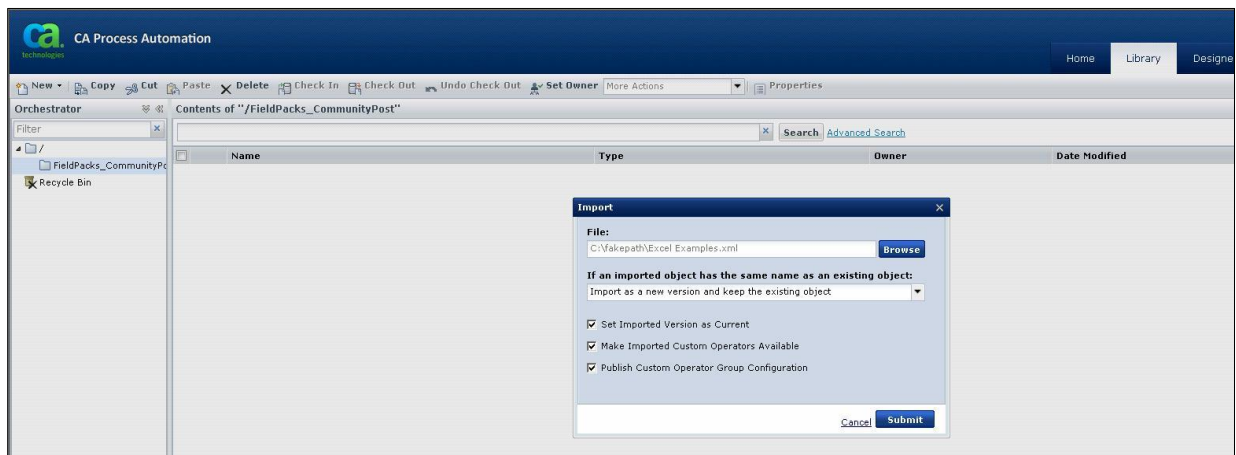 ca.
technologies
CA Process Automation
Home Library Designe
New Copy Cut Paste Delete Check In Check Out Undo Check Out Set Owner More Actions Properties
Orchestrator
Contents of "/FieldPacks_CommunityPost"
Filter
Search Advanced Search
/
Name Type Owner Date Modified
FieldPacks_CommunityPo
Recycle Bin
Import
File:
C:\fakepath\Excel Examples.xml
Browse
If an imported object has the same name as an existing object:
Import as a new version and keep the existing object
Set Imported Version as Current
Make Imported Custom Operators Available
Publish Custom Operator Group Configuration
Cancel Submit